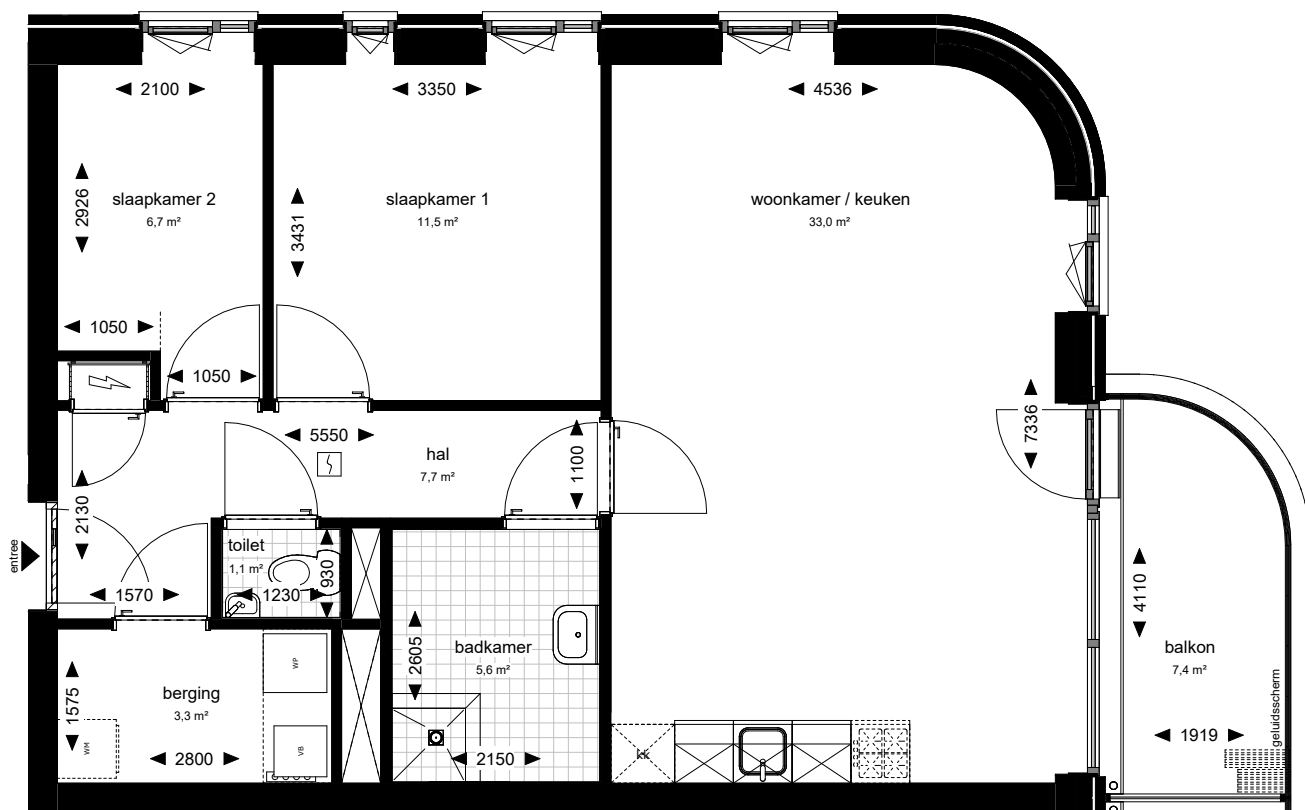 2100
3350
4536
2926
slaapkamer 2
6,7 m²
3431
slaapkamer 1
11,5 m²
woonkamer / keuken
33,0 m²
1050
1050
5550
hal
7,7 m²
1100
7336
2130
entree
1570
toilet
1,1 m²
930
1230
4110
balkon
7,4 m²
1919
geluidsscherm
badkamer
5,6 m²
2605
2150
berging
3,3 m²
1575
2800
WP
WM
VB
kk